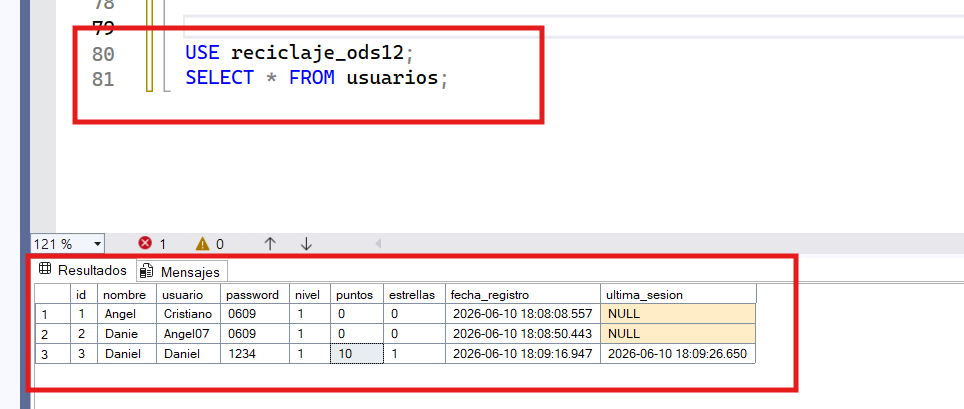 78
79
80 USE reciclaje_ods12;
81 SELECT * FROM usuarios;
121 % 1 0
Resultados Mensajes
id nombre usuario password nivel puntos estrellas fecha_registro ultima_sesion
1 1 Angel Cristiano 0609 1 0 0 2026-06-10 18:08:08.557 NULL
2 2 Danie Angel07 0609 1 0 0 2026-06-10 18:08:50.443 NULL
3 3 Daniel Daniel 1234 1 10 1 2026-06-10 18:09:16.947 2026-06-10 18:09:26.650